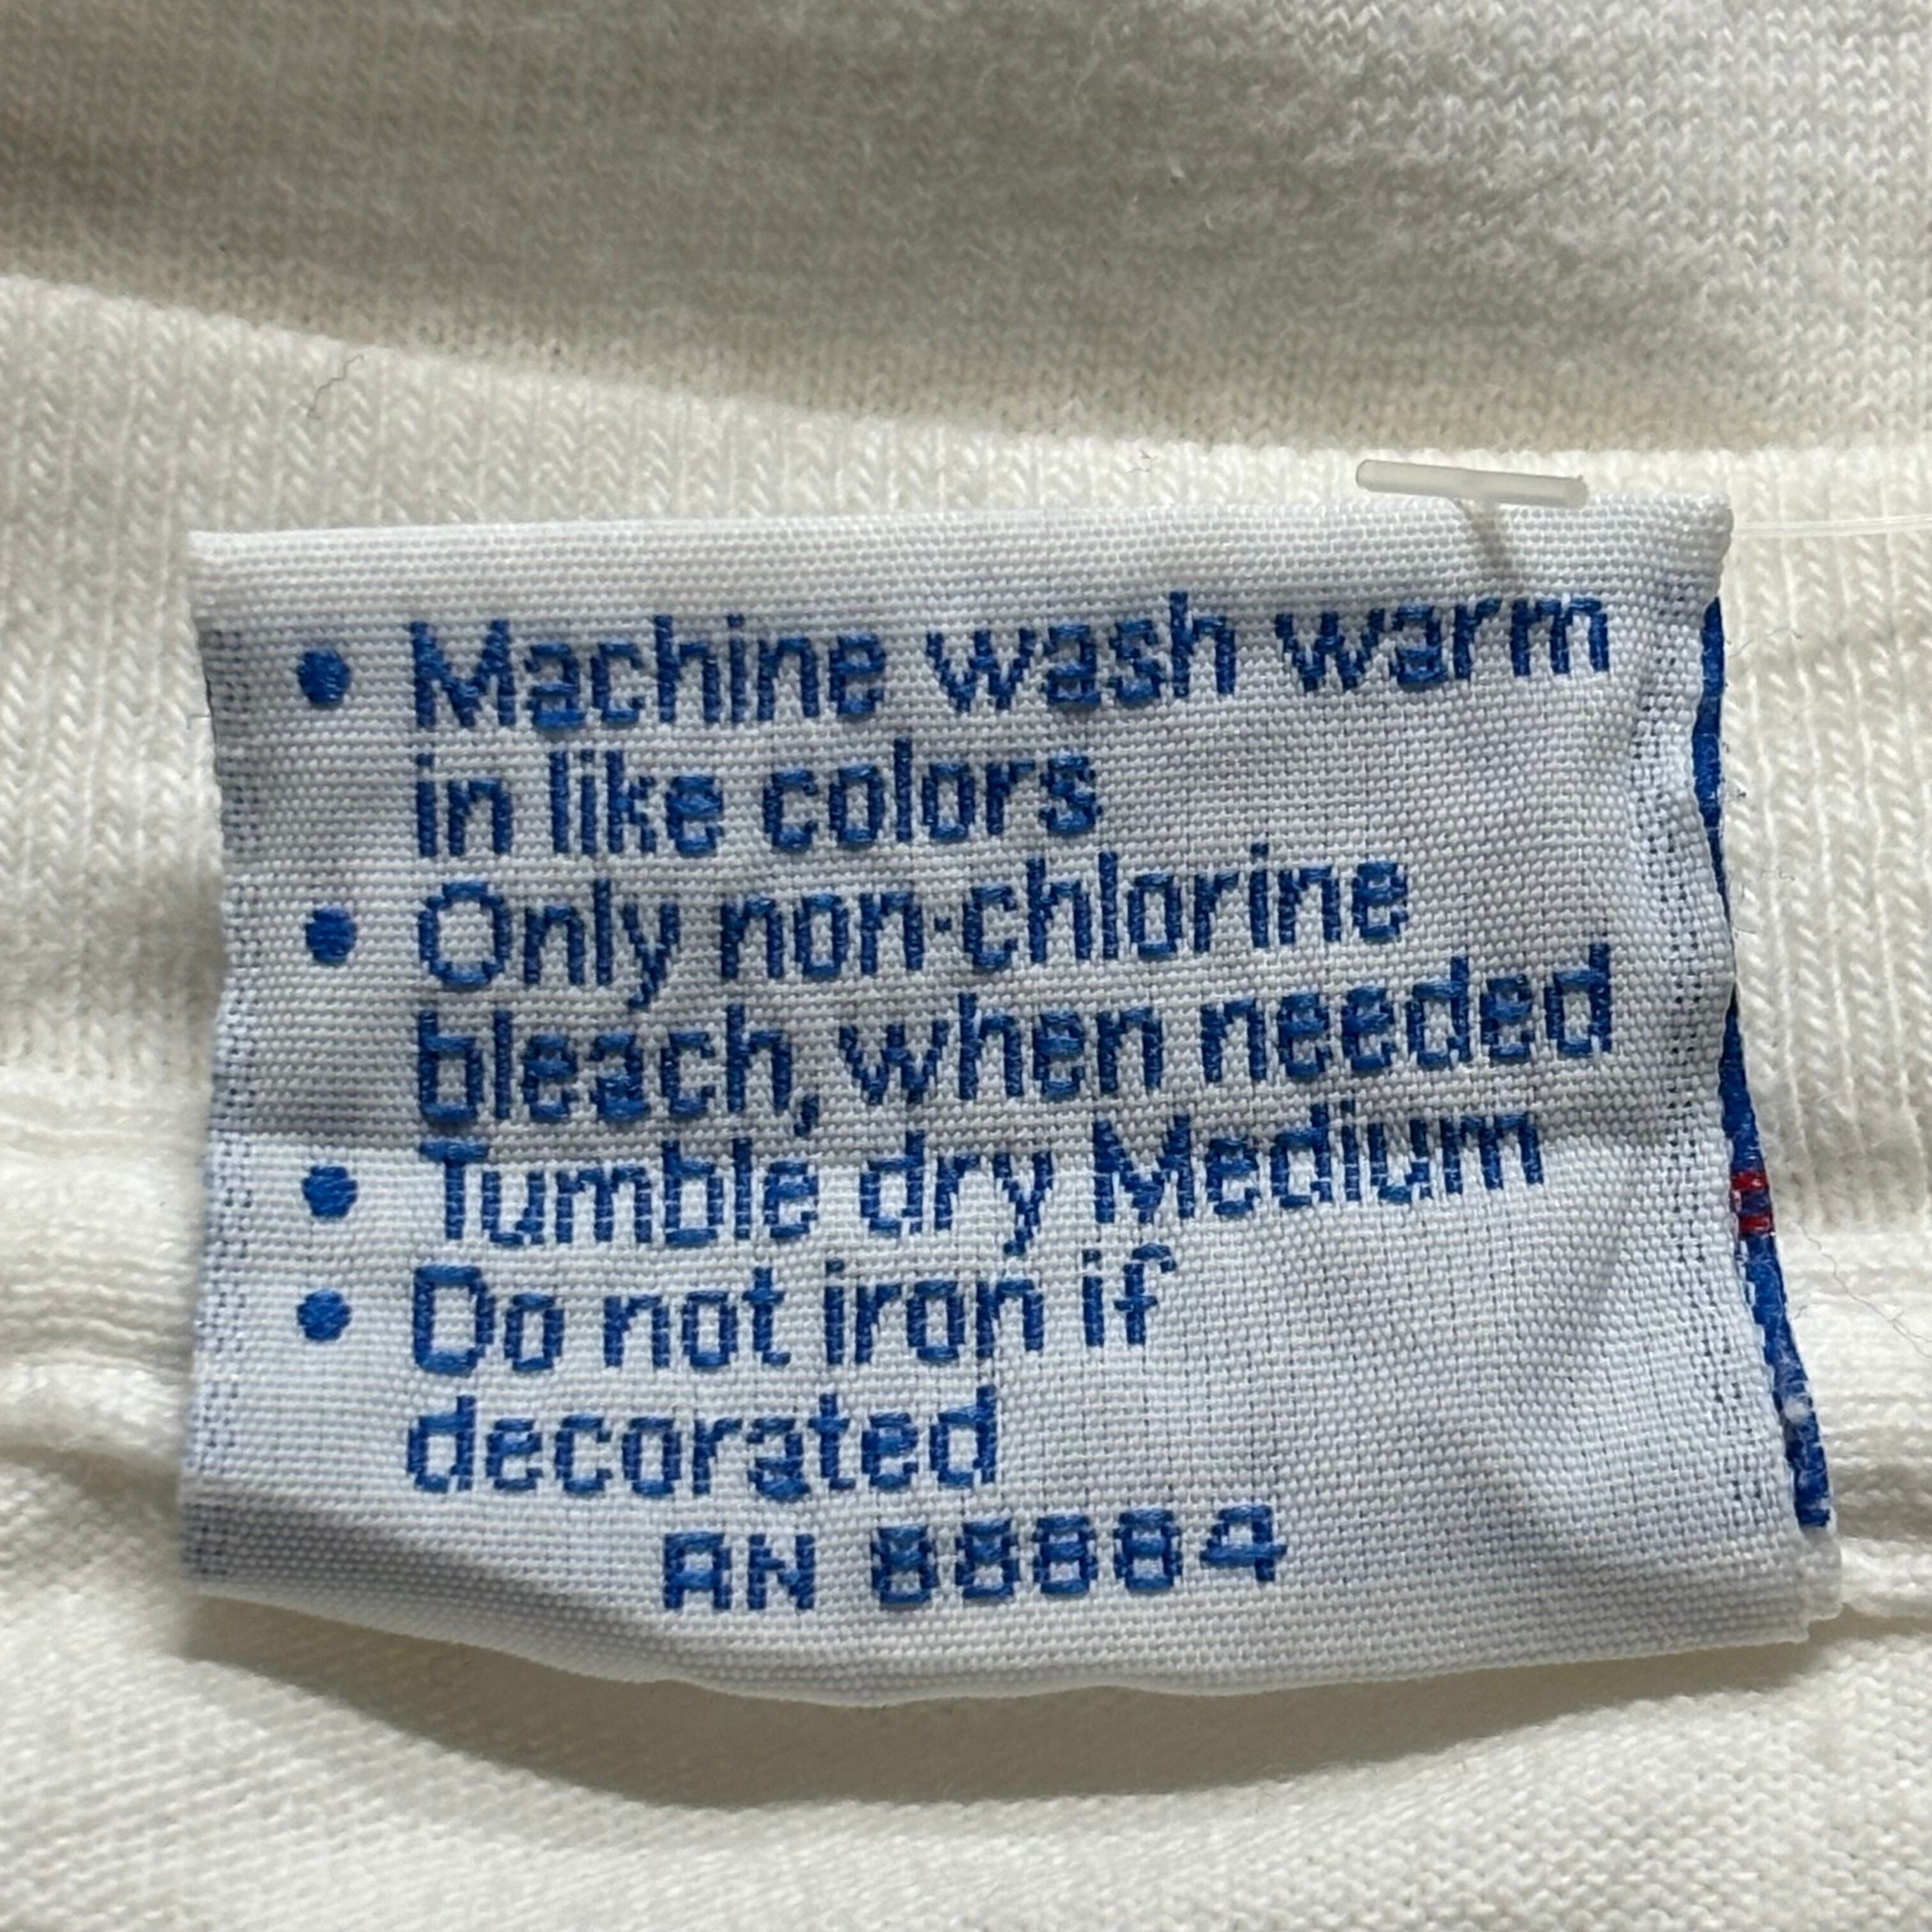 • Machine wash warm
in like colors
• Only non-chlorine
bleach, when needed
• Tumble dry Medium
• Do not iron if
decorated
RN 88884